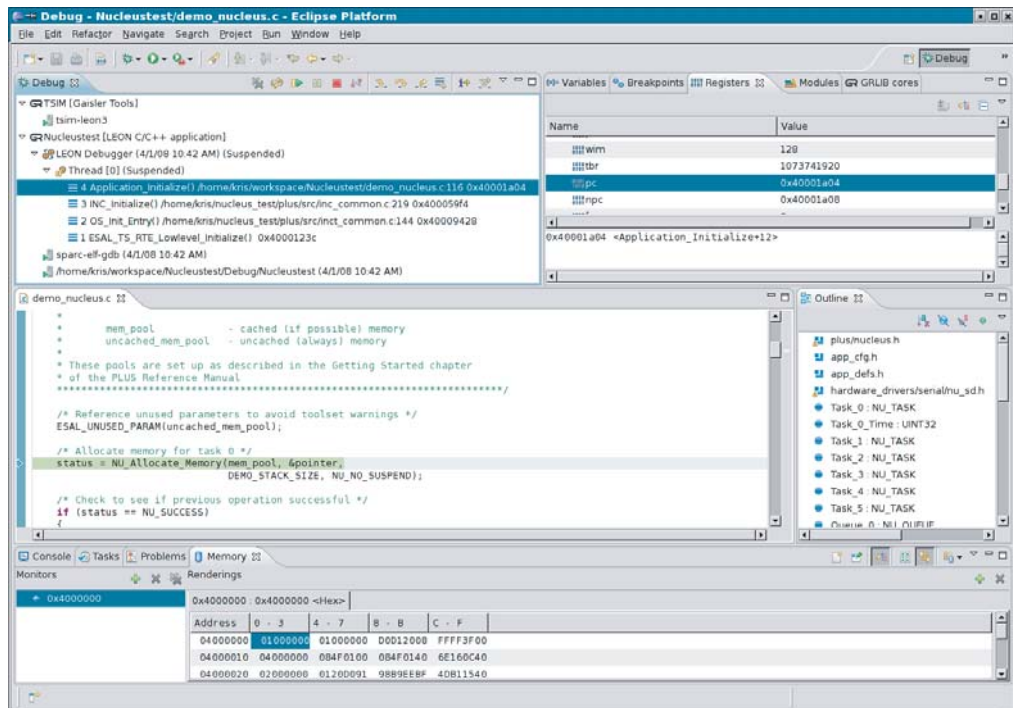 Debug - Nucleustest/demo_nucleus.c - Eclipse Platform
File Edit Refactor Navigate Search Project Run Window Help
Debug
Debug
TSIM [Gaisler Tools]
tsim-leon3
Nucleustest [LEON C/C++ application]
LEON Debugger (4/1/08 10:42 AM) (Suspended)
Thread [0] (Suspended)
4 Application_Initialize() /home/kris/workspace/Nucleustest/demo_nucleus.c:116 0x40001a04
3 INC_Initialize() /home/kris/nucleus_test/plus/src/inc_common.c:219 0x400059f4
2 OS_Init_Entry() /home/kris/nucleus_test/plus/src/inct_common.c:144 0x40009428
1 ESAL_TS_RTE_Lowlevel_Initialize() 0x4000123c
sparc-elf-gdb (4/1/08 10:42 AM)
/home/kris/workspace/Nucleustest/Debug/Nucleustest (4/1/08 10:42 AM)
Variables Breakpoints Registers Modules GRLIB cores
Name Value
wim 128
tbr 1073741920
pc 0x40001a04
npc 0x40001a08
0x40001a04 <Application_Initialize+12>
demo_nucleus.c
*
* mem_pool - cached (if possible) memory
* uncached_mem_pool - uncached (always) memory
*
* These pools are set up as described in the Getting Started chapter
* of the PLUS Reference Manual
/* Reference unused parameters to avoid toolset warnings */
ESAL_UNUSED_PARAM(uncached_mem_pool);
/* Allocate memory for task 0 */
status = NU_Allocate_Memory(mem_pool, &pointer,
DEMO_STACK_SIZE, NU_NO_SUSPEND);
/* Check to see if previous operation successful */
if (status == NU_SUCCESS)
{
Outline
plus/nucleus.h
app_cfg.h
app_defs.h
hardware_drivers/serial/nu_sd.h
Task_0 : NU_TASK
Task_0_Time : UINT32
Task_1 : NU_TASK
Task_2 : NU_TASK
Task_3 : NU_TASK
Task_4 : NU_TASK
Task_5 : NU_TASK
Queue_0 : NU_QUEUE
Console Tasks Problems Memory
Monitors
0x4000000
Renderings
0x4000000 : 0x4000000 <Hex>
Address 0 - 3 4 - 7 8 - B C - F
04000000 01000000 01000000 D0D12008 FFFF3F00
04000010 04000000 084F0100 084F0140 6E160C40
04000020 02000000 0120D091 98B9EEBF 4DB11540